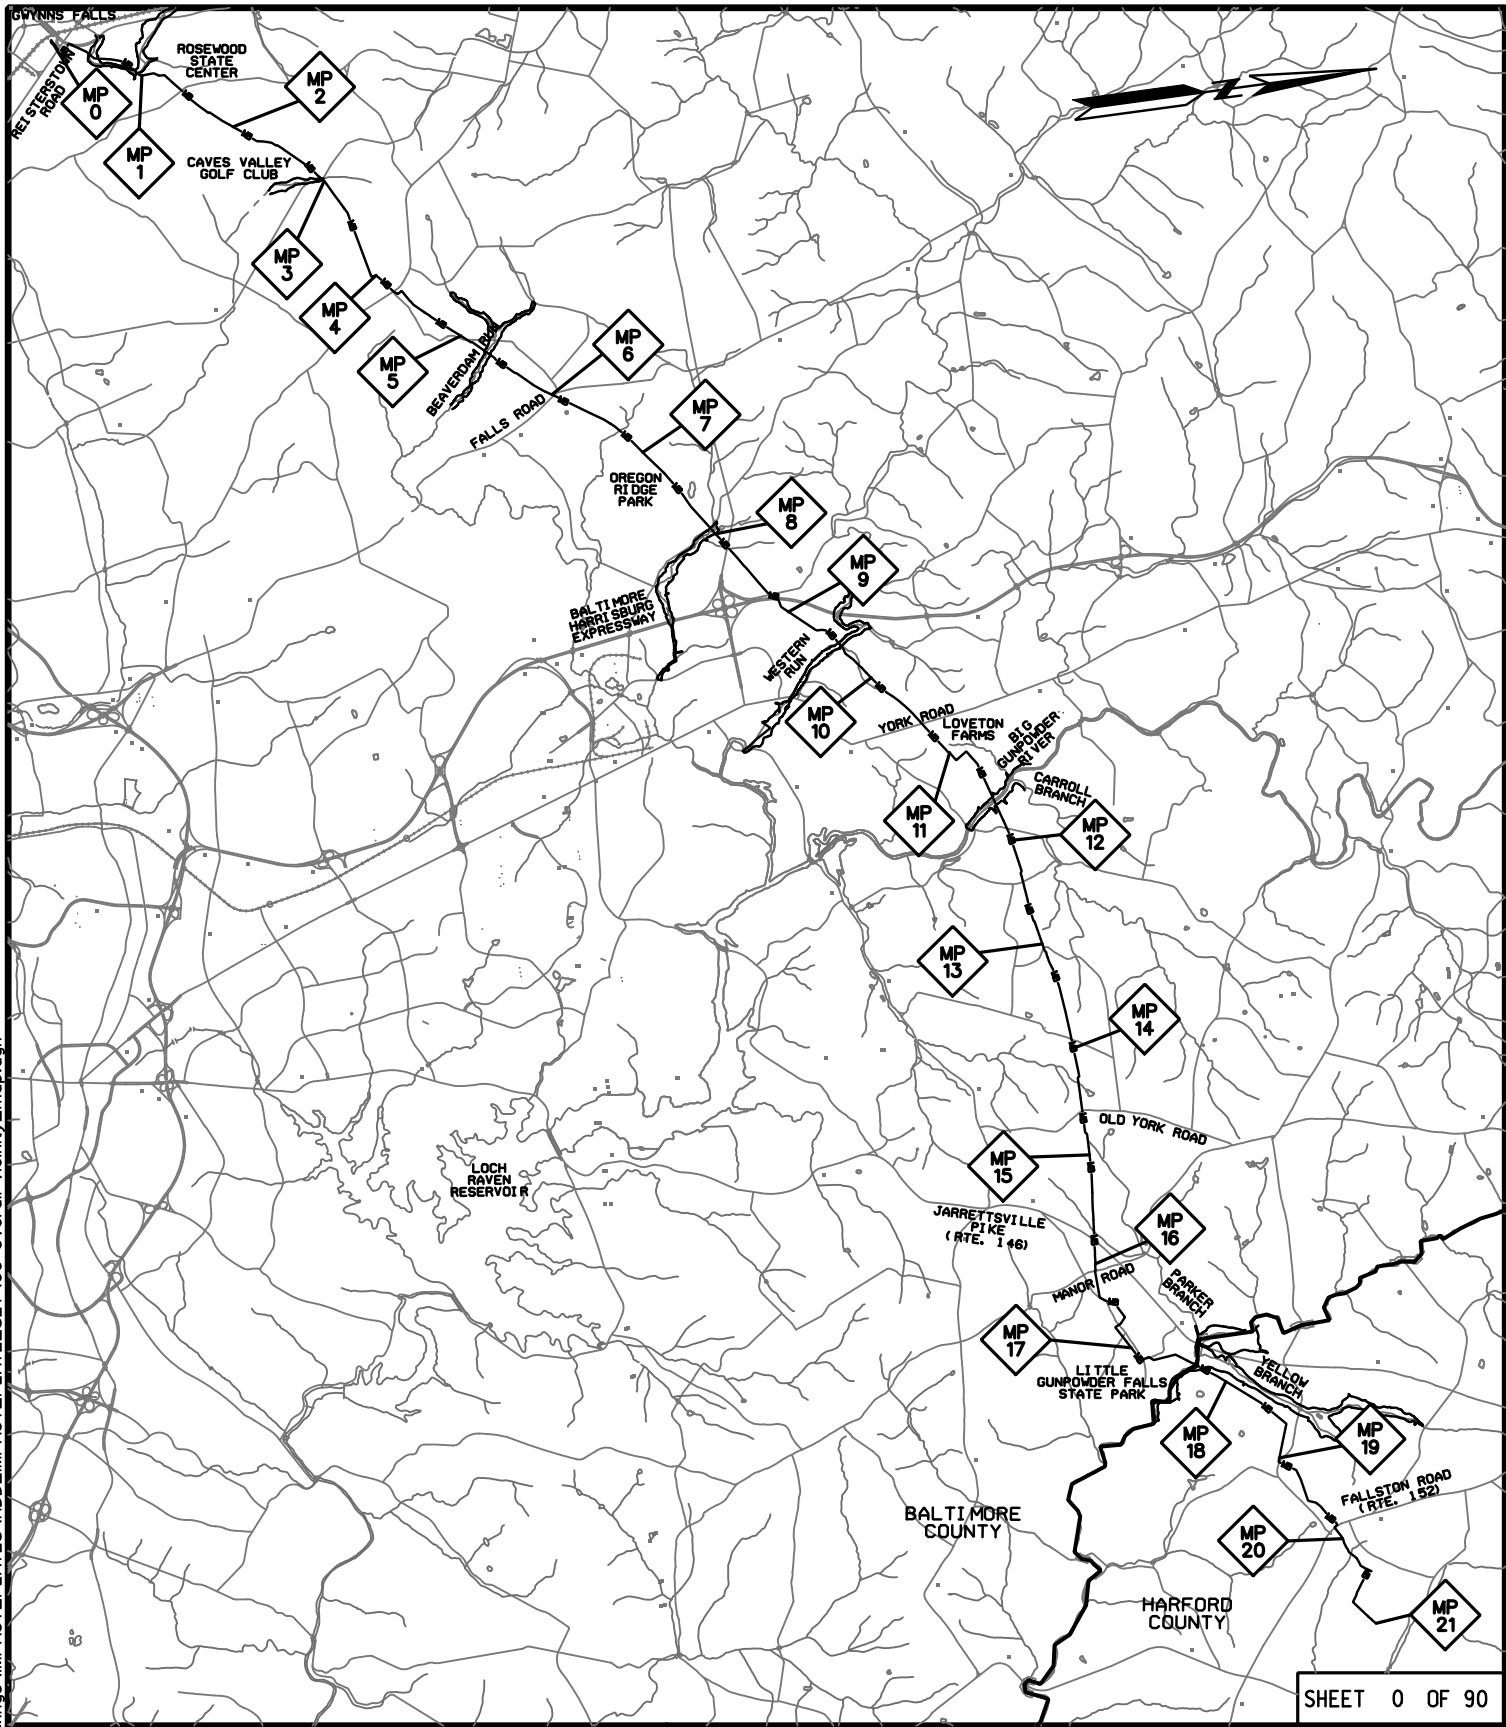 GWYNNS FALLS
REISTERSTOWN
ROAD
MP
0
MP
1
ROSEWOOD
STATE
CENTER
MP
2
CAVES VALLEY
GOLF CLUB
MP
3
MP
4
MP
5
BEAVERDAM RUN
FALLS ROAD
MP
6
MP
7
OREGON
RIDGE
PARK
MP
8
MP
9
BALTIMORE
HARRISBURG
EXPRESSWAY
WESTERN
RUN
MP
10
YORK ROAD
LOVETON
FARMS
BIG
GUNPOWDER
RIVER
CARROLL
BRANCH
MP
11
MP
12
MP
13
MP
14
OLD YORK ROAD
MP
15
LOCH
RAVEN
RESERVOIR
JARRETTSVILLE
PIKE
(RTE. 146)
MP
16
MANOR ROAD
PARKER
BRANCH
MP
17
LITTLE
GUNPOWDER FALLS
STATE PARK
YELLOW
BRANCH
MP
18
MP
19
FALLSTON ROAD
(RTE. 152)
BALTIMORE
COUNTY
MP
20
HARFORD
COUNTY
MP
21
SHEET 0 OF 90